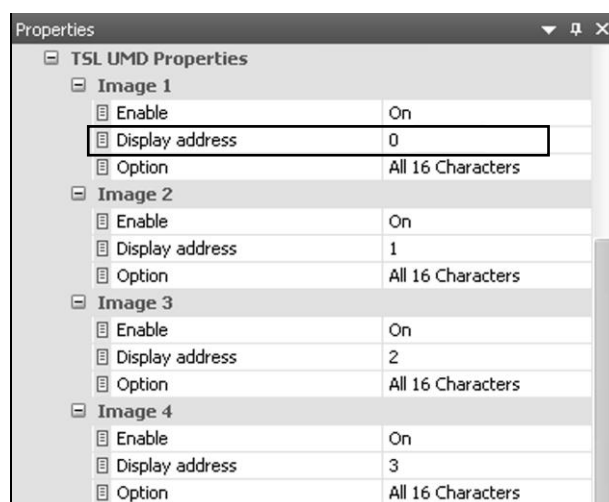 Properties
TSL UMD Properties
Image 1
Enable On
Display address 0
Option All 16 Characters
Image 2
Enable On
Display address 1
Option All 16 Characters
Image 3
Enable On
Display address 2
Option All 16 Characters
Image 4
Enable On
Display address 3
Option All 16 Characters